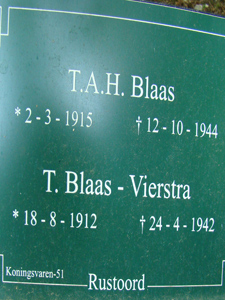 T.A.H. Blaas
* 2 - 3 - 1915 † 12 - 10 - 1944
T. Blaas - Vierstra
* 18 - 8 - 1912 † 24 - 4 - 1942
Koningsvaren-51
Rustoord